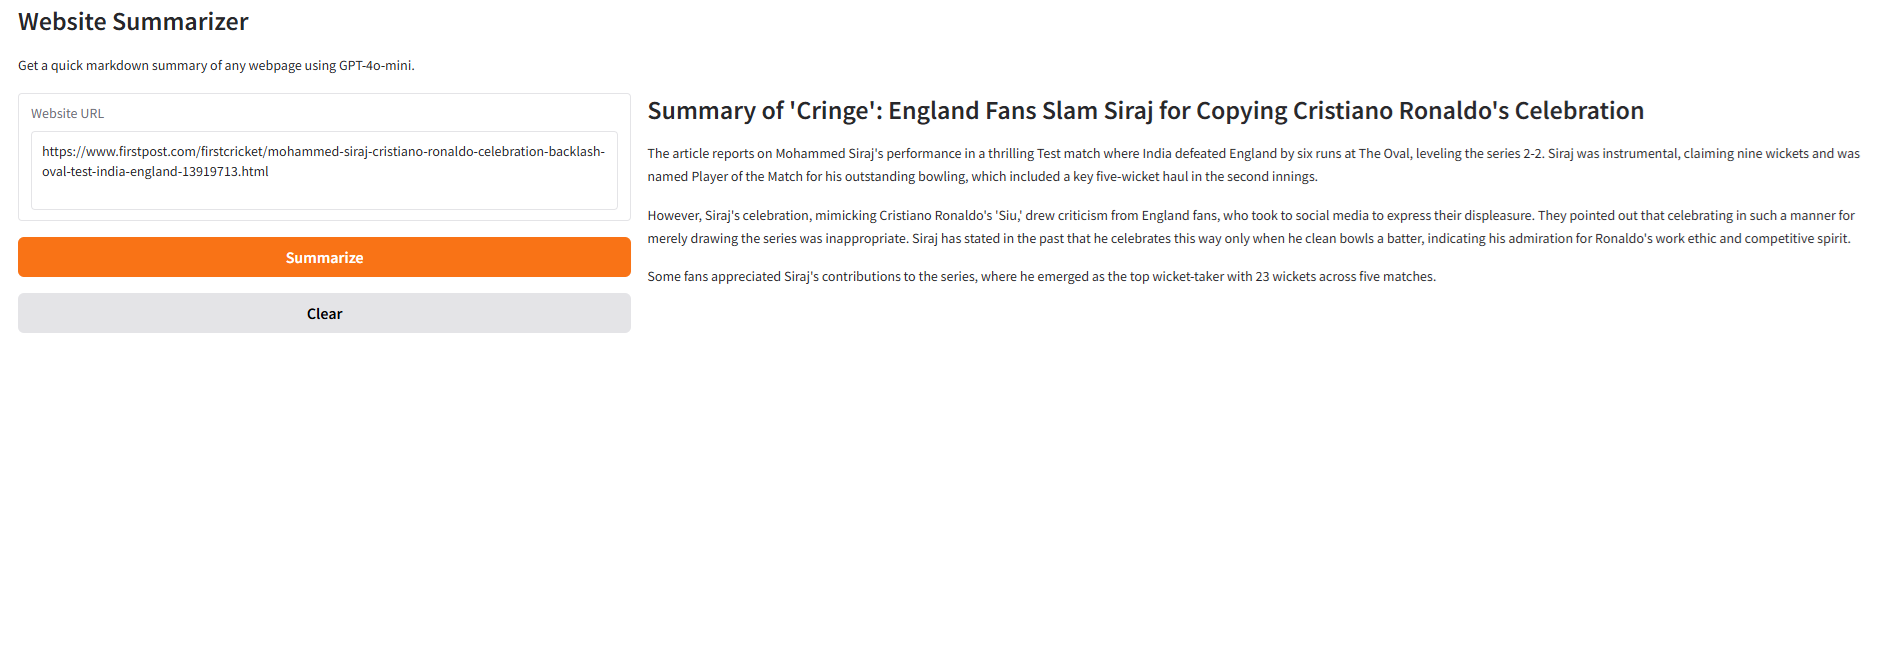 Website Summarizer
Get a quick markdown summary of any webpage using GPT-4o-mini.
Website URL
https://www.firstpost.com/firstcricket/mohammed-siraj-cristiano-ronaldo-celebration-backlash-
oval-test-india-england-13919713.html
Summarize
Clear
Summary of 'Cringe': England Fans Slam Siraj for Copying Cristiano Ronaldo's Celebration
The article reports on Mohammed Siraj's performance in a thrilling Test match where India defeated England by six runs at The Oval, leveling the series 2-2. Siraj was instrumental, claiming nine wickets and was
named Player of the Match for his outstanding bowling, which included a key five-wicket haul in the second innings.
However, Siraj's celebration, mimicking Cristiano Ronaldo's 'Siu,' drew criticism from England fans, who took to social media to express their displeasure. They pointed out that celebrating in such a manner for
merely drawing the series was inappropriate. Siraj has stated in the past that he celebrates this way only when he clean bowls a batter, indicating his admiration for Ronaldo's work ethic and competitive spirit.
Some fans appreciated Siraj's contributions to the series, where he emerged as the top wicket-taker with 23 wickets across five matches.